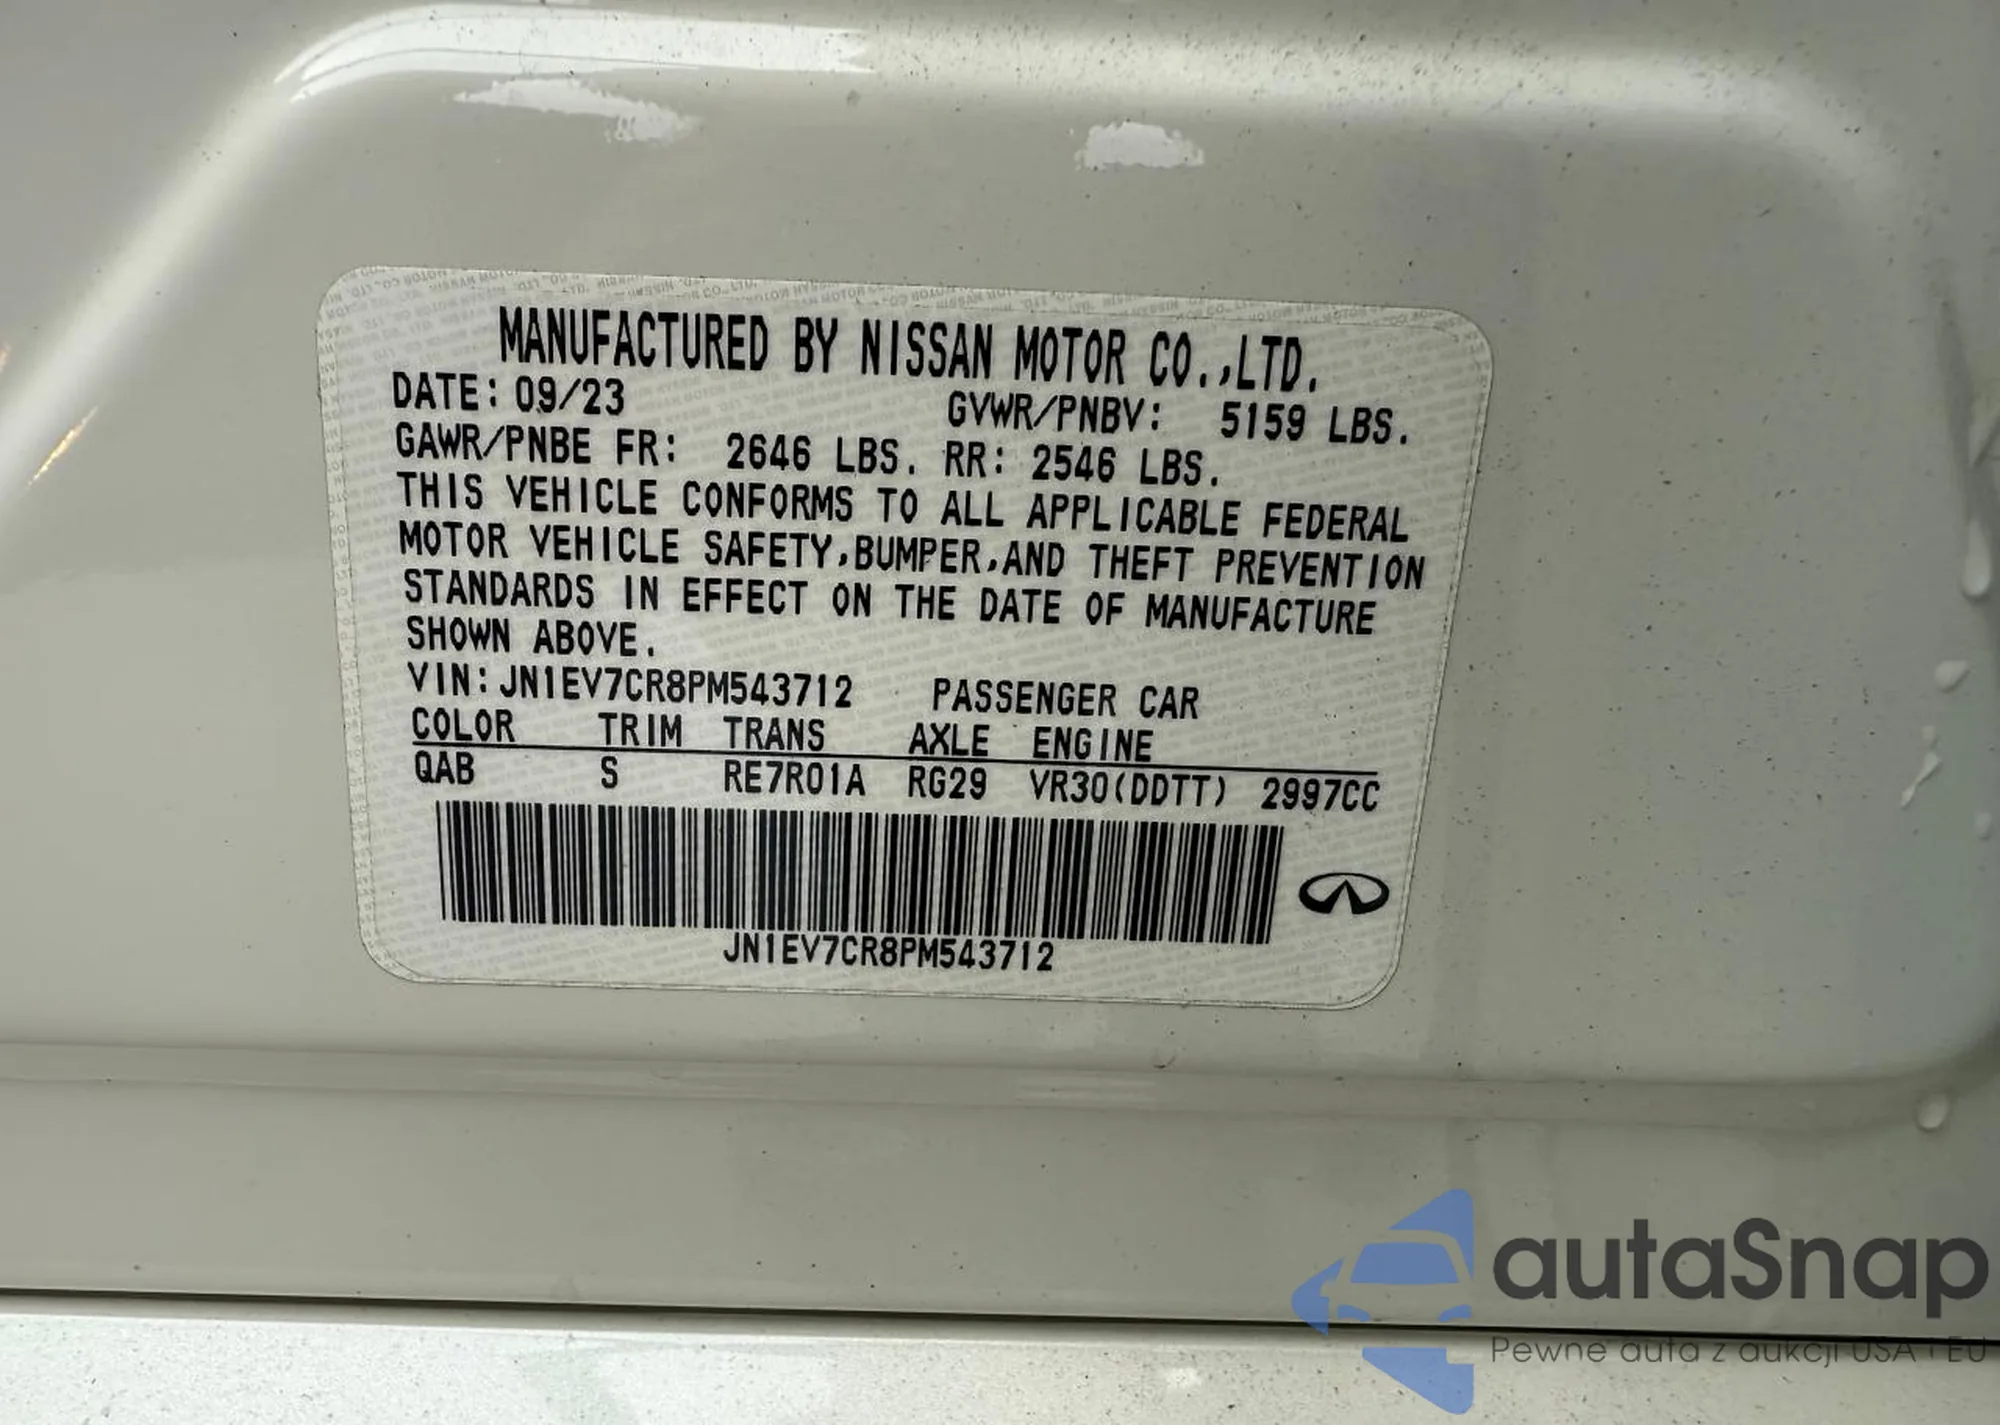 MANUFACTURED BY NISSAN MOTOR CO.,LTD.
DATE: 09/23 GVWR/PNBV: 5159 LBS.
GAWR/PNBE FR: 2646 LBS. RR: 2546 LBS.
THIS VEHICLE CONFORMS TO ALL APPLICABLE FEDERAL
MOTOR VEHICLE SAFETY,BUMPER,AND THEFT PREVENTION
STANDARDS IN EFFECT ON THE DATE OF MANUFACTURE
SHOWN ABOVE.
VIN:JN1EV7CR8PM543712 PASSENGER CAR
COLOR TRIM TRANS AXLE ENGINE
QAB S RE7R01A RG29 VR30(DDTT) 2997CC
JN1EV7CR8PM543712
autaSnap
Pewne auta z aukcji USA i EU